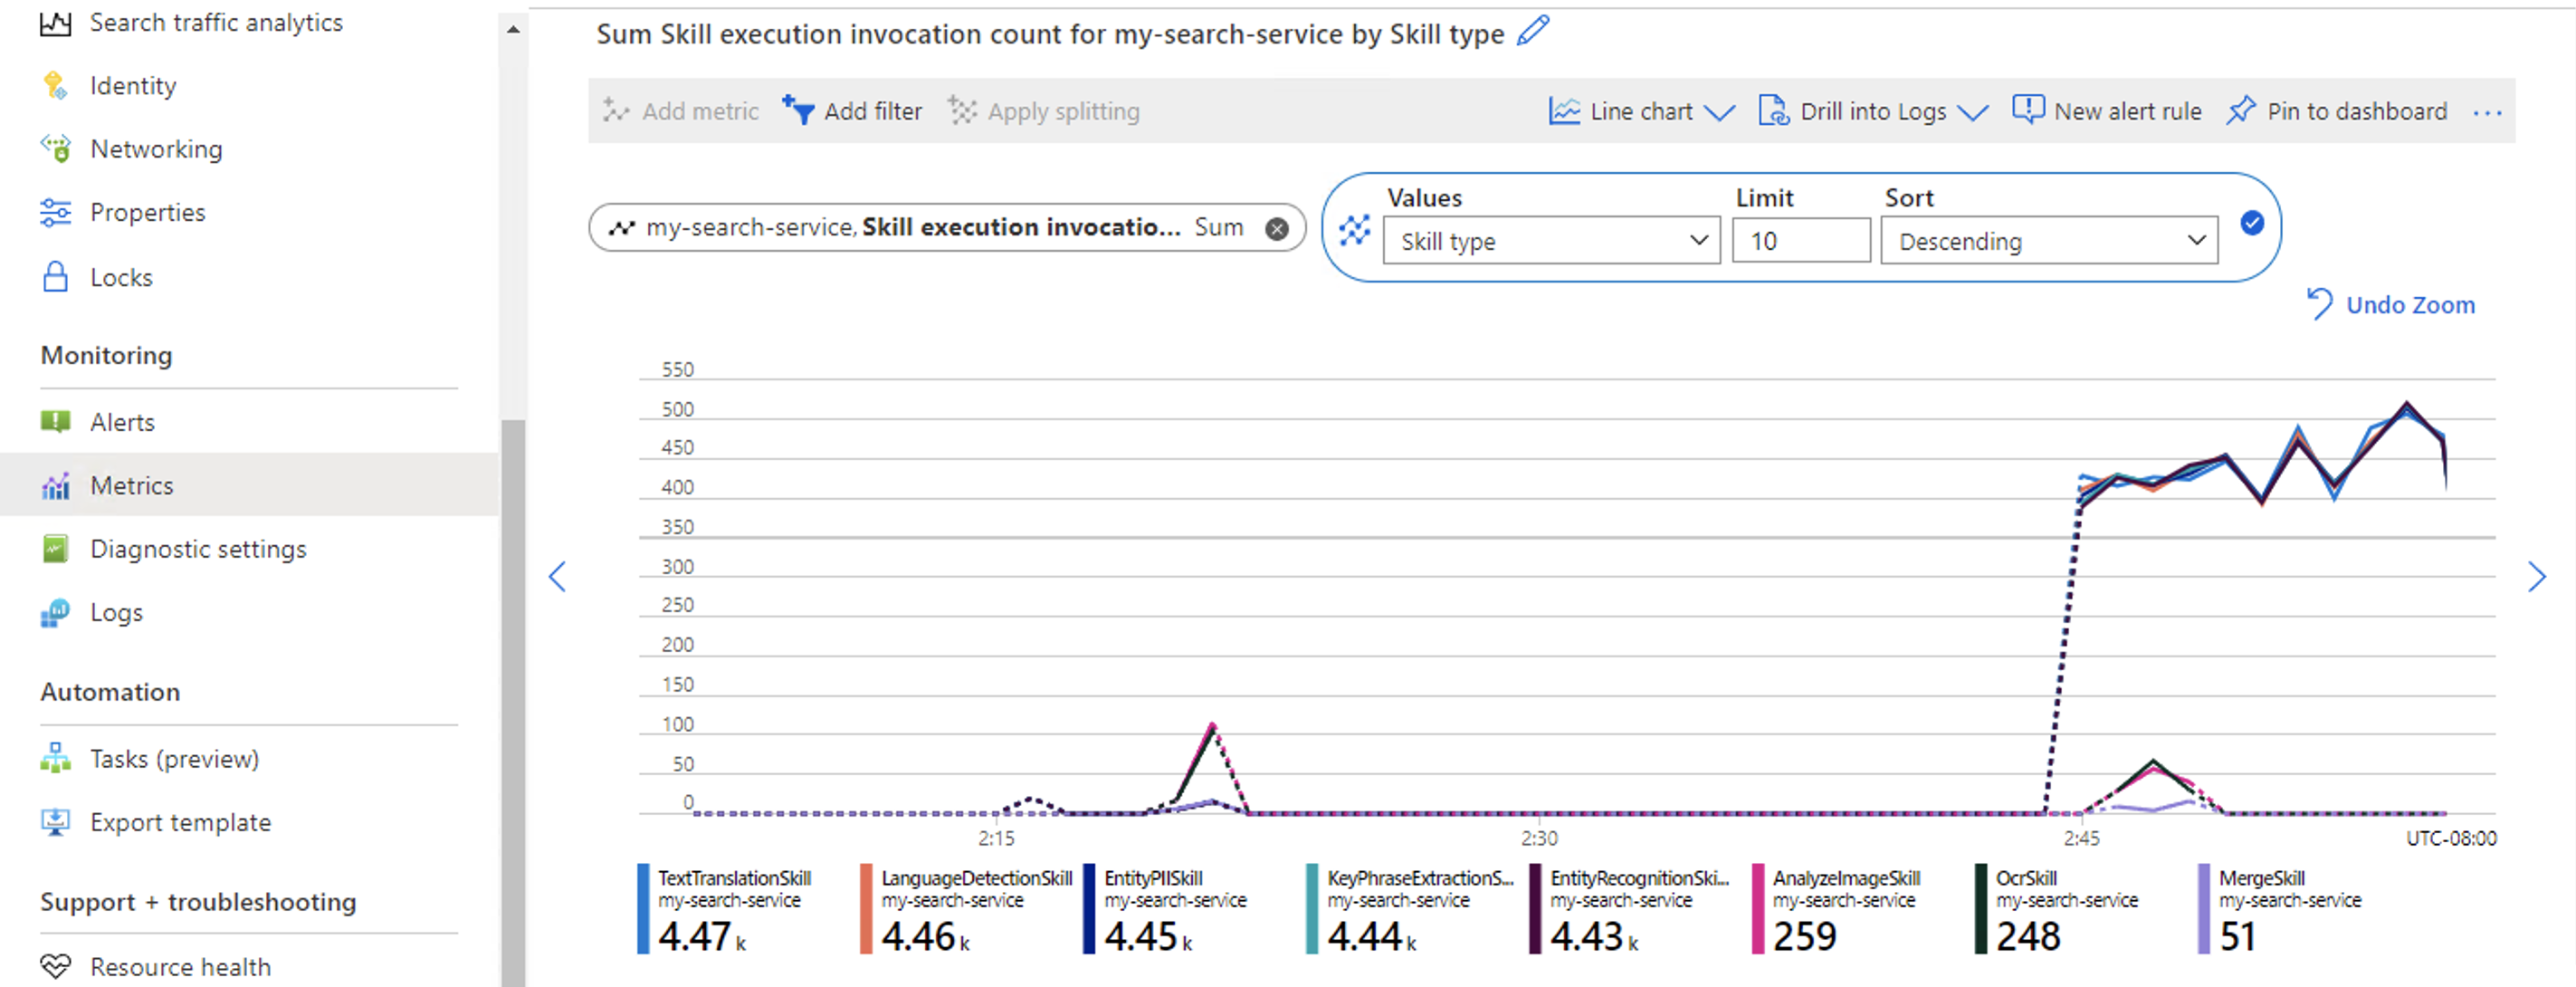 Search traffic analytics
Identity
Networking
Properties
Locks
Monitoring
Alerts
Metrics
Diagnostic settings
Logs
Automation
Tasks (preview)
Export template
Support + troubleshooting
Resource health
Sum Skill execution invocation count for my-search-service by Skill type
Add metric Add filter Apply splitting Line chart Drill into Logs New alert rule Pin to dashboard ...
my-search-service, Skill execution invocatio... Sum
Values Limit Sort
Skill type 10 Descending
Undo Zoom
550
500
450
400
350
300
250
200
150
100
50
0
2:15 2:30 2:45 UTC-08:00
TextTranslationSkill LanguageDetectionSkill EntityPIISkill KeyPhraseExtractionS... EntityRecognitionSki... AnalyzeImageSkill OcrSkill MergeSkill
my-search-service my-search-service my-search-service my-search-service my-search-service my-search-service my-search-service my-search-service
4.47 k 4.46 k 4.45 k 4.44 k 4.43 k 259 248 51